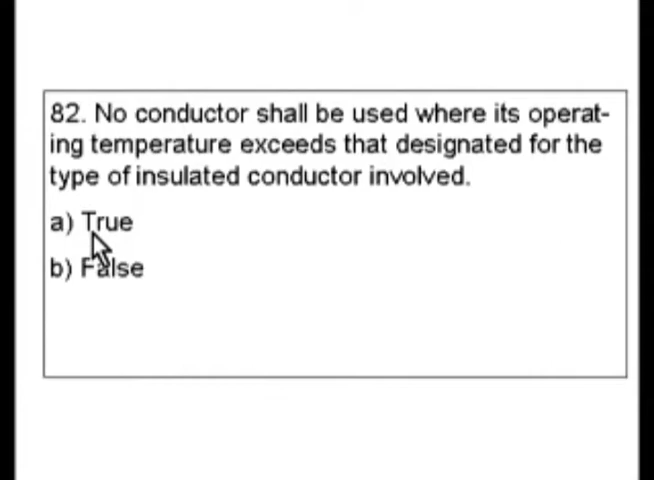 82. No conductor shall be used where its operat-
ing temperature exceeds that designated for the
type of insulated conductor involved.
a) True
b) False